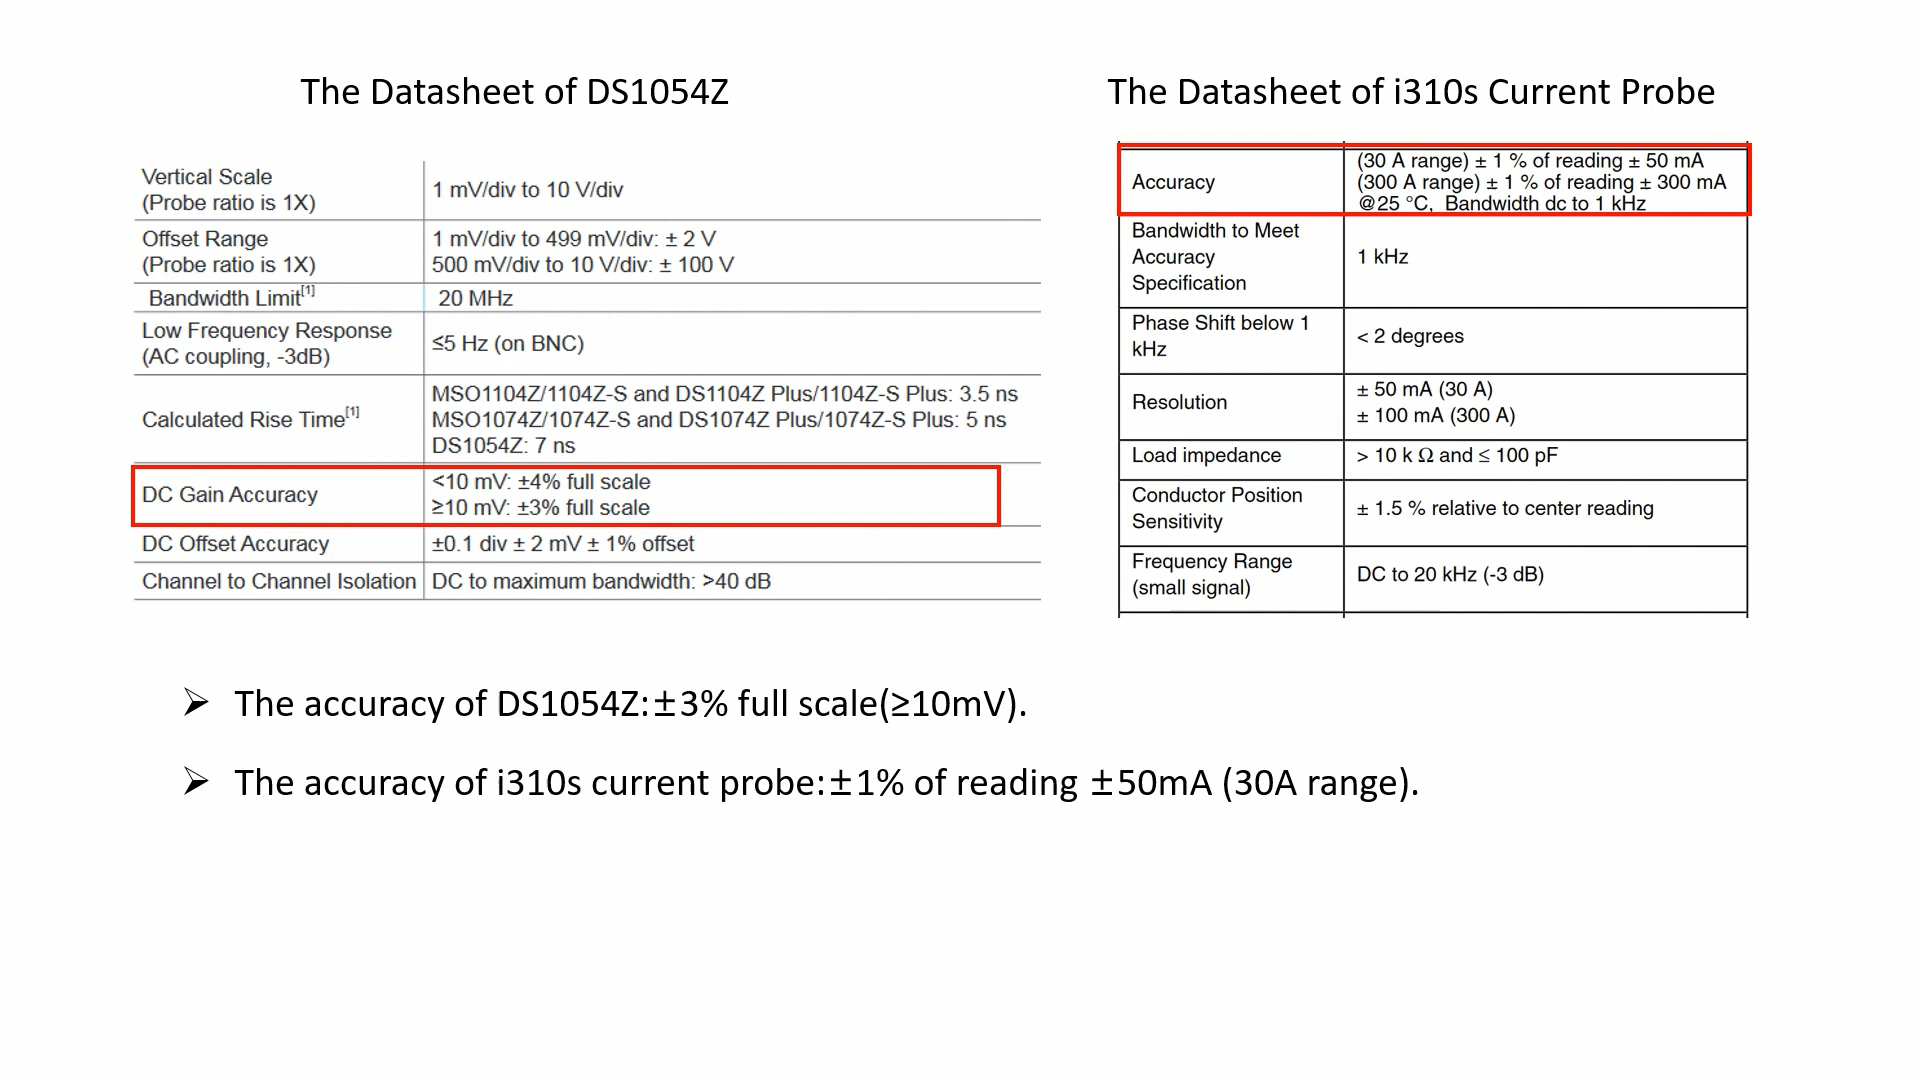 The Datasheet of DS1054Z
Vertical Scale
(Probe ratio is 1X)
1 mV/div to 10 V/div
Offset Range
(Probe ratio is 1X)
1 mV/div to 499 mV/div: ± 2 V
500 mV/div to 10 V/div: ± 100 V
Bandwidth Limit[1]
20 MHz
Low Frequency Response
(AC coupling, -3dB)
≤5 Hz (on BNC)
Calculated Rise Time[1]
MSO1104Z/1104Z-S and DS1104Z Plus/1104Z-S Plus: 3.5 ns
MSO1074Z/1074Z-S and DS1074Z Plus/1074Z-S Plus: 5 ns
DS1054Z: 7 ns
DC Gain Accuracy
<10 mV: ±4% full scale
≥10 mV: ±3% full scale
DC Offset Accuracy
±0.1 div ± 2 mV ± 1% offset
Channel to Channel Isolation
DC to maximum bandwidth: >40 dB
The Datasheet of i310s Current Probe
Accuracy
(30 A range) ± 1 % of reading ± 50 mA
(300 A range) ± 1 % of reading ± 300 mA
@25 °C, Bandwidth dc to 1 kHz
Bandwidth to Meet
Accuracy
Specification
1 kHz
Phase Shift below 1
kHz
< 2 degrees
Resolution
± 50 mA (30 A)
± 100 mA (300 A)
Load impedance
> 10 k Ω and ≤ 100 pF
Conductor Position
Sensitivity
± 1.5 % relative to center reading
Frequency Range
(small signal)
DC to 20 kHz (-3 dB)
➢ The accuracy of DS1054Z:±3% full scale(≥10mV).
➢ The accuracy of i310s current probe:±1% of reading ±50mA (30A range).